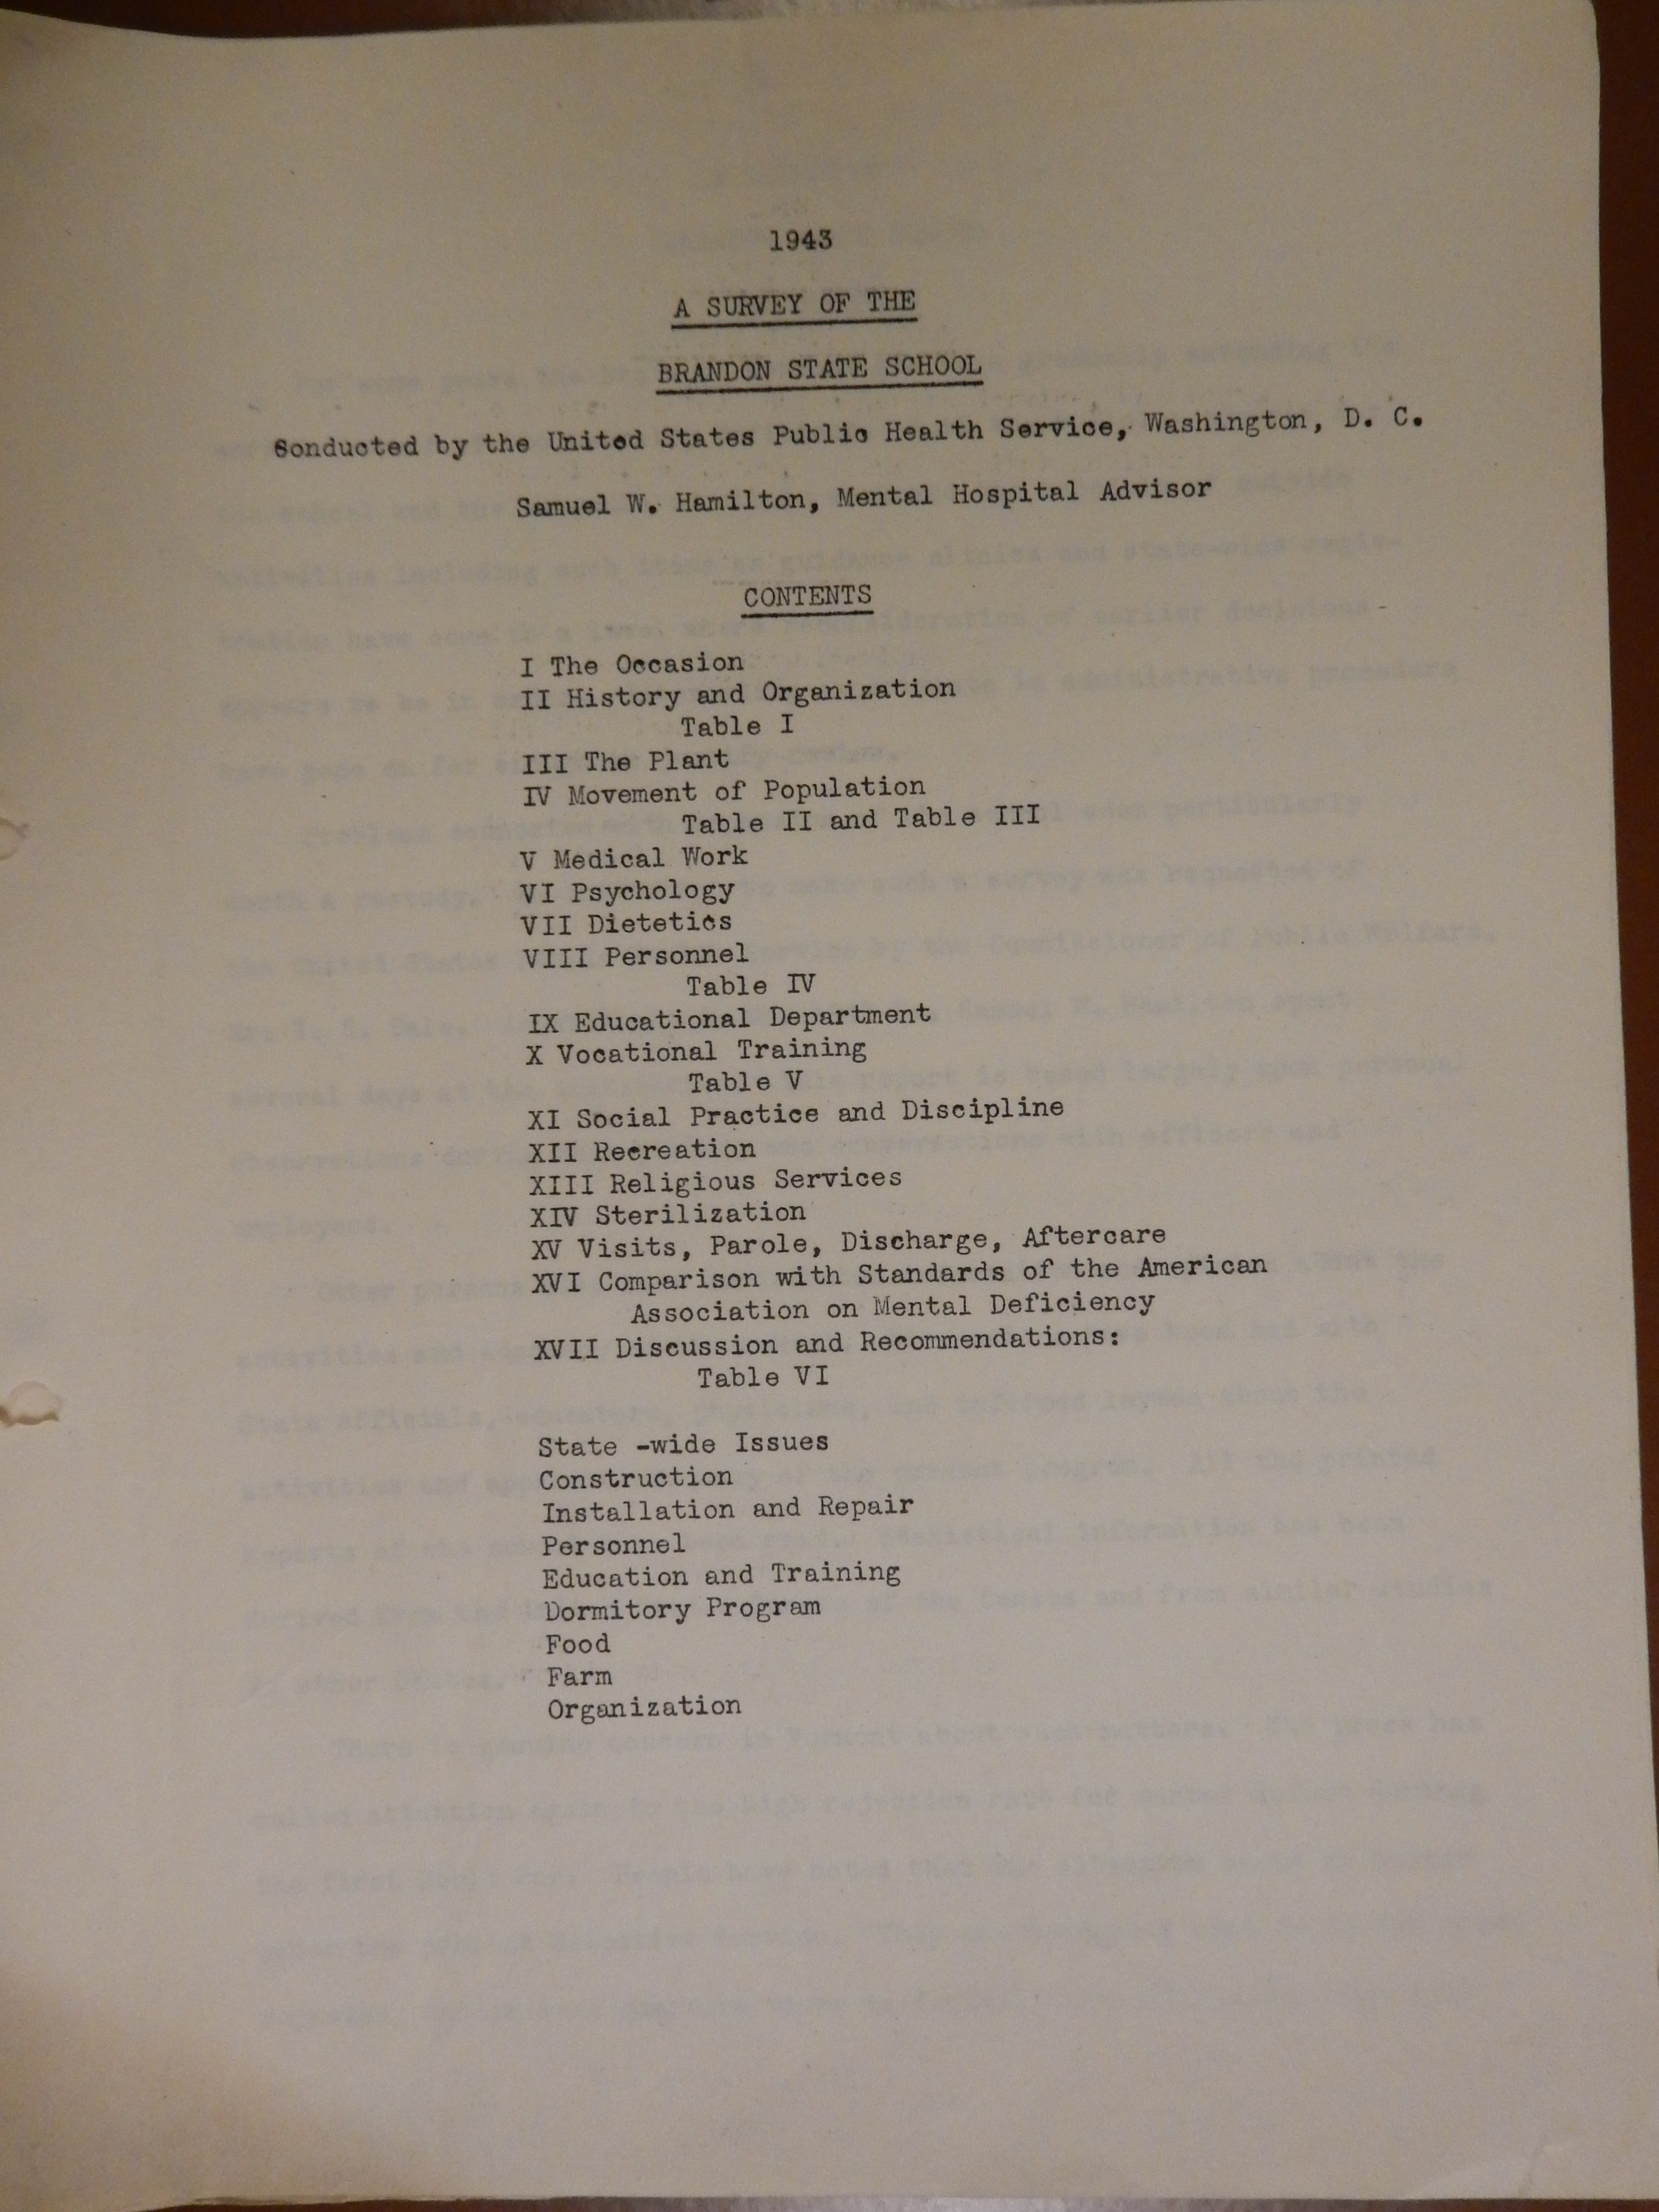 1943
A SURVEY OF THE
BRANDON STATE SCHOOL
Conducted by the United States Public Health Service, Washington, D. C.
Samuel W. Hamilton, Mental Hospital Advisor
CONTENTS
I The Occasion
II History and Organization
Table I
III The Plant
IV Movement of Population
Table II and Table III
V Medical Work
VI Psychology
VII Dietetics
VIII Personnel
Table IV
IX Educational Department
X Vocational Training
Table V
XI Social Practice and Discipline
XII Recreation
XIII Religious Services
XIV Sterilization
XV Visits, Parole, Discharge, Aftercare
XVI Comparison with Standards of the American
Association on Mental Deficiency
XVII Discussion and Recommendations:
Table VI
State -wide Issues
Construction
Installation and Repair
Personnel
Education and Training
Dormitory Program
Food
Farm
Organization